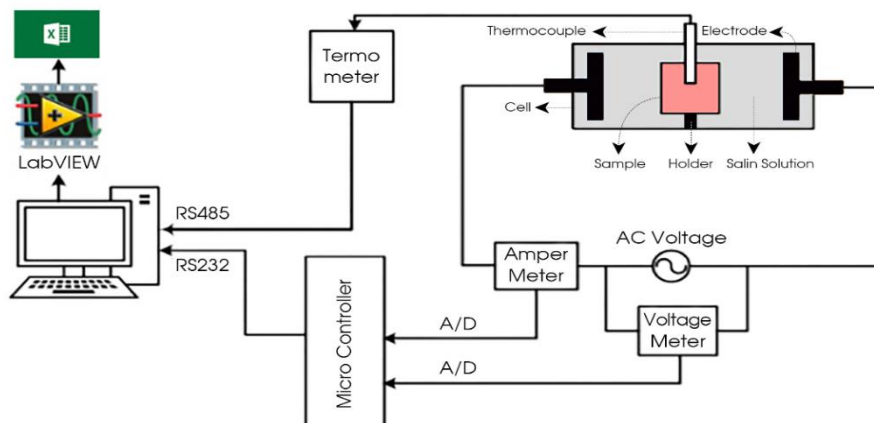 X
Thermocouple
Electrode
Termo
meter
Cell
LabVIEW
Sample
Holder
Salin Solution
RS485
RS232
Amper
Meter
AC Voltage
A/D
Voltage
Meter
A/D
Micro Controller